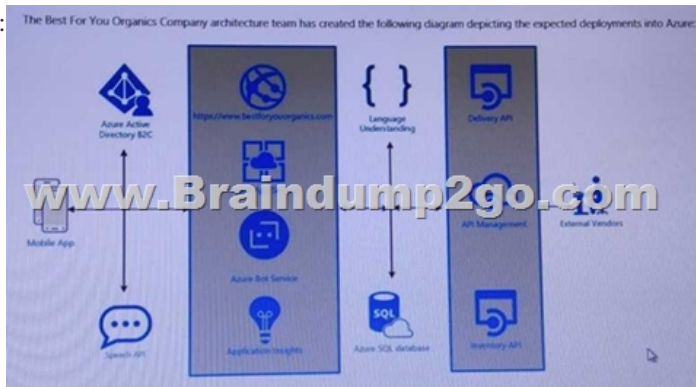 : The Best For You Organics Company architecture team has created the following diagram depicting the expected deployments into Azure:
Azure Active
Directory B2C
https://www.bestforyouorganics.com
Language
Understanding
Delivery API
www.Braindump2go.com
Mobile App
API Management
External Vendors
Azure Bot Service
SQL
Speech API
Application Insights
Azure SQL database
Inventory API